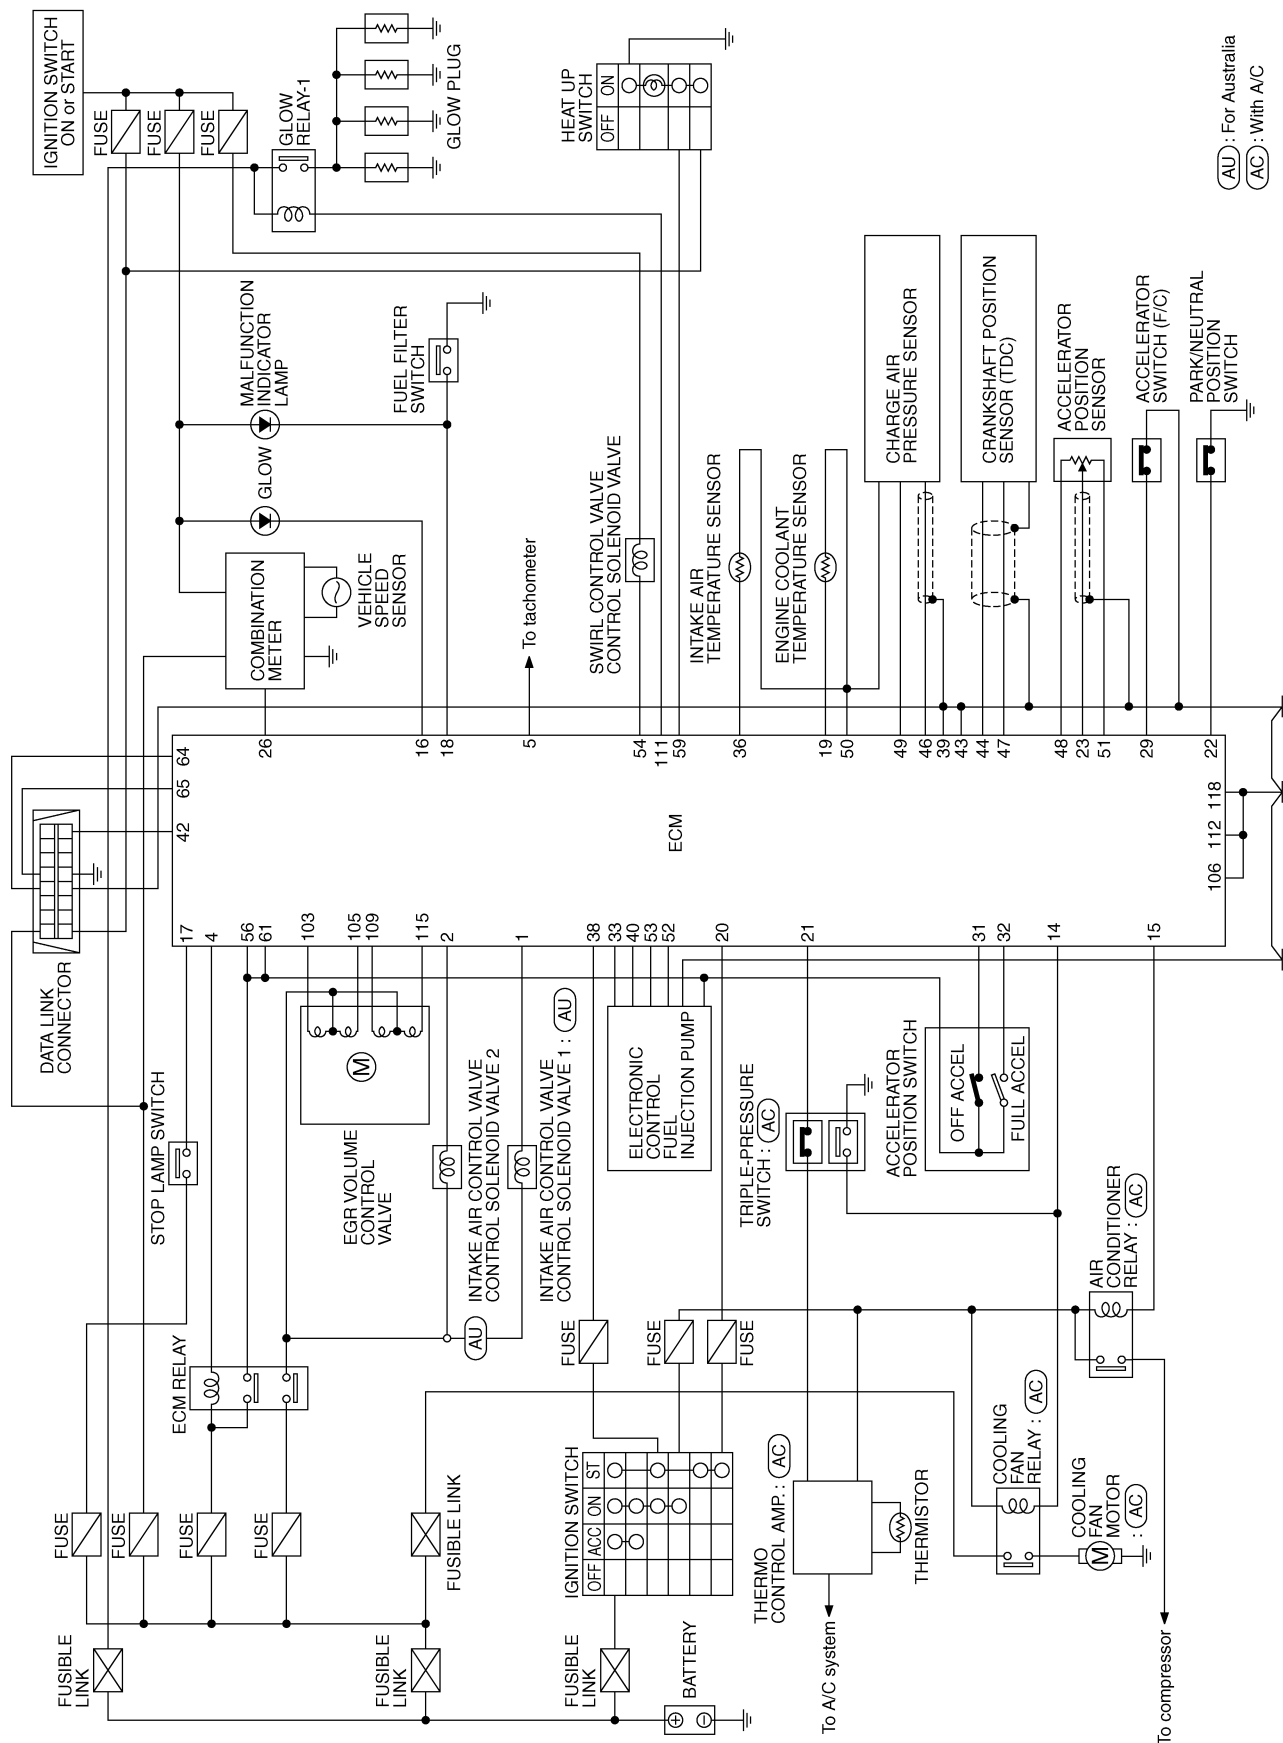 IGNITION SWITCH
ON or START
FUSE
FUSE
FUSE
GLOW
RELAY-1
GLOW PLUG
HEAT UP
SWITCH
OFF
ON
AU : For Australia
AC : With A/C
MALFUNCTION
INDICATOR
LAMP
GLOW
FUEL FILTER
SWITCH
COMBINATION
METER
VEHICLE
SPEED
SENSOR
To tachometer
SWIRL CONTROL VALVE
CONTROL SOLENOID VALVE
INTAKE AIR
TEMPERATURE SENSOR
ENGINE COOLANT
TEMPERATURE SENSOR
CHARGE AIR
PRESSURE SENSOR
CRANKSHAFT POSITION
SENSOR (TDC)
ACCELERATOR
POSITION
SENSOR
ACCELERATOR
SWITCH (F/C)
PARK/NEUTRAL
POSITION
SWITCH
64
65
42
26
16
18
5
54
111
59
36
19
50
49
46
39
43
44
47
48
23
51
29
22
118
112
106
ECM
17
4
56
61
103
105
109
115
2
1
38
33
40
53
52
20
21
31
32
14
15
DATA LINK
CONNECTOR
STOP LAMP SWITCH
EGR VOLUME
CONTROL
VALVE
M
INTAKE AIR CONTROL VALVE
CONTROL SOLENOID VALVE 2
INTAKE AIR CONTROL VALVE
CONTROL SOLENOID VALVE 1 : AU
AU
ELECTRONIC
CONTROL
FUEL
INJECTION PUMP
TRIPLE-PRESSURE
SWITCH : AC
ACCELERATOR
POSITION SWITCH
OFF ACCEL
FULL ACCEL
AIR
CONDITIONER
RELAY : AC
ECM RELAY
FUSE
FUSE
FUSE
FUSE
FUSE
FUSE
FUSE
FUSIBLE LINK
IGNITION SWITCH
OFF
ACC
ON
ST
THERMO
CONTROL AMP. : AC
THERMISTOR
COOLING
FAN
RELAY : AC
COOLING
FAN
MOTOR
: AC
M
FUSIBLE
LINK
FUSIBLE
LINK
FUSIBLE
LINK
BATTERY
To A/C system
To compressor